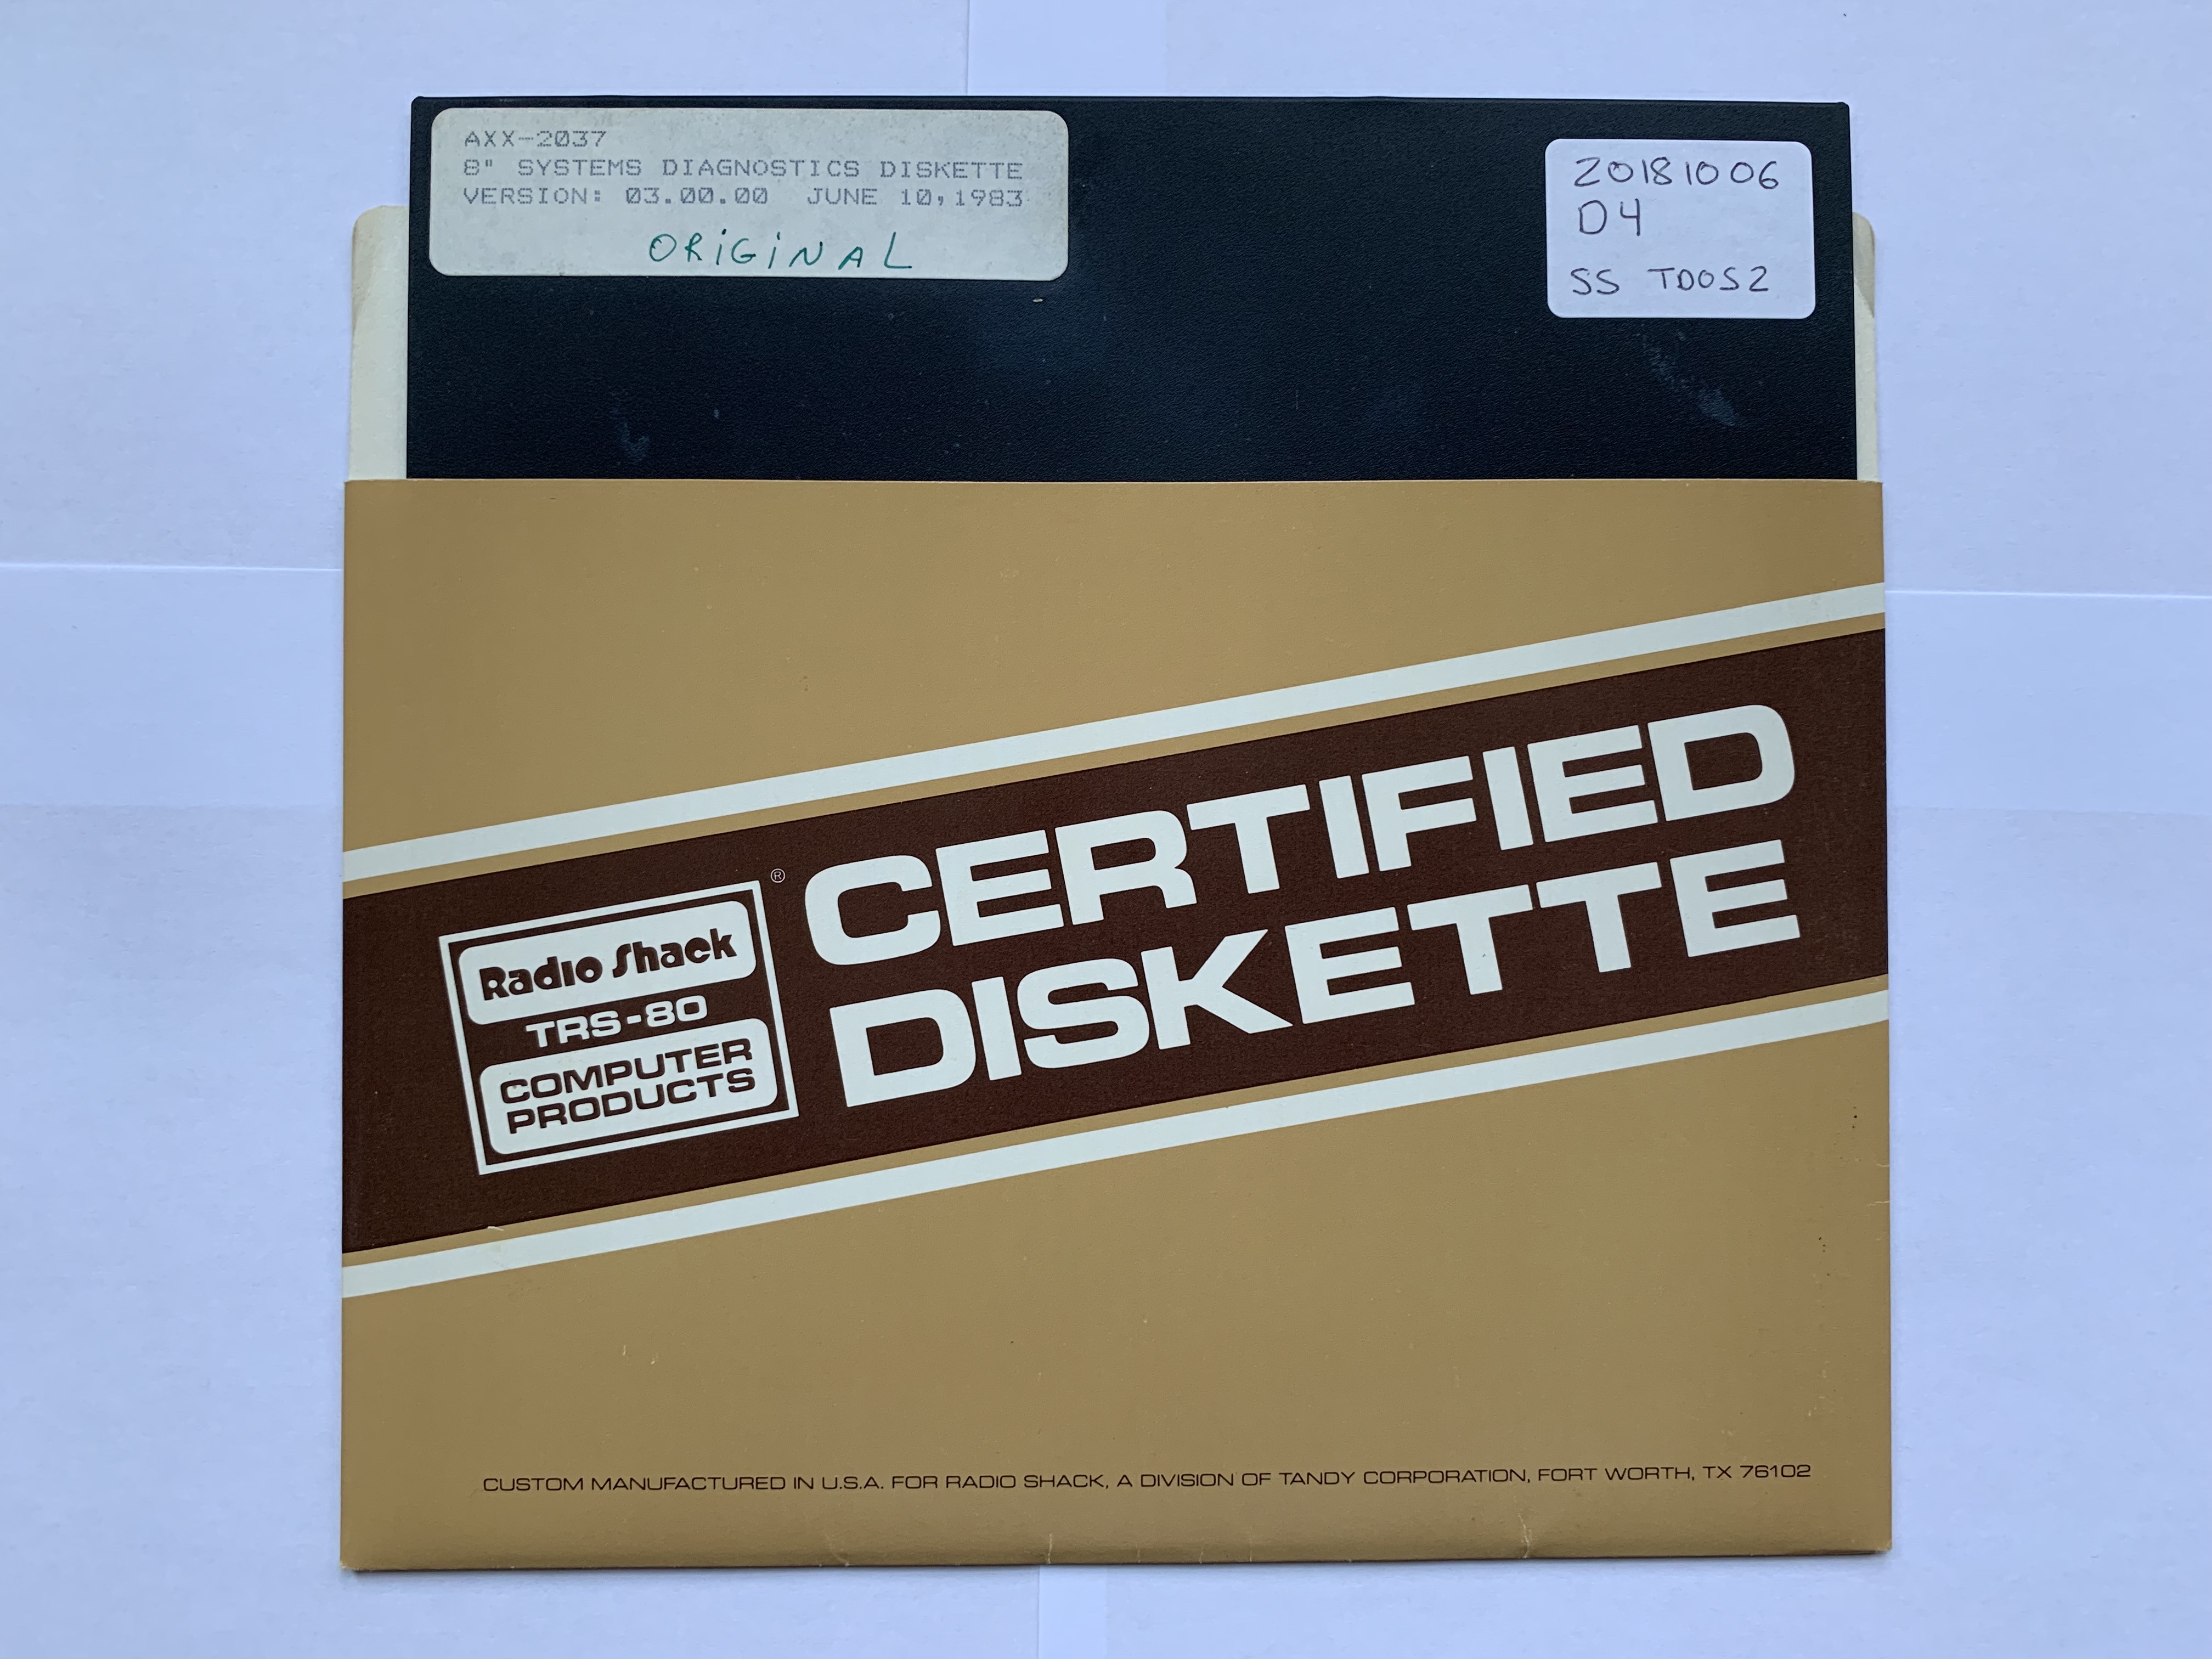 AXX-2037
8" SYSTEMS DIAGNOSTICS DISKETTE
VERSION: 03.00.00 JUNE 10,1983
ORIGINAL
20181006
D4
SS TDOS2
Radio Shack
TRS-80
COMPUTER
PRODUCTS
®
CERTIFIED
DISKETTE
CUSTOM MANUFACTURED IN U.S.A. FOR RADIO SHACK, A DIVISION OF TANDY CORPORATION, FORT WORTH, TX 76102